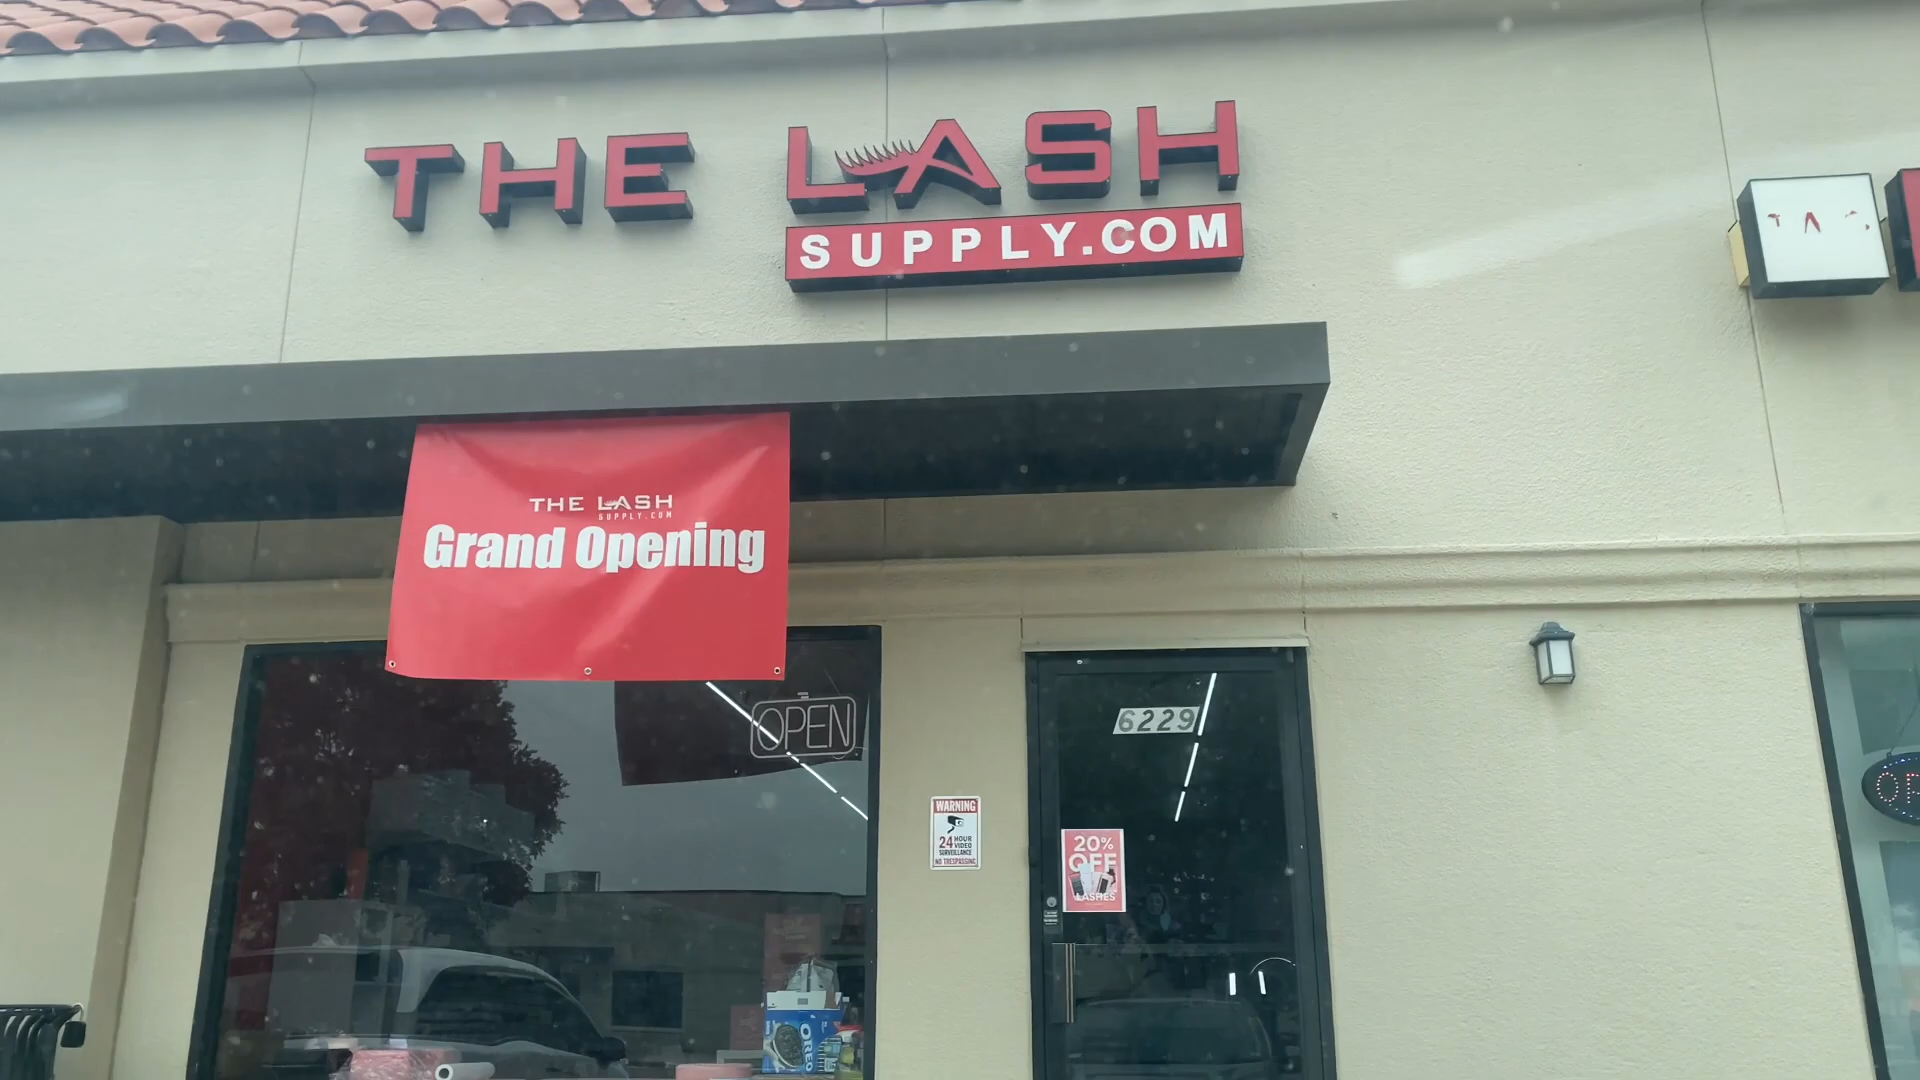 THE LASH
SUPPLY.COM
THE LASH
SUPPLY.COM
Grand Opening
OPEN
6229
WARNING
24 HOUR
VIDEO
SURVEILLANCE
NO TRESPASSING
20%
OFF
LASHES
OREO